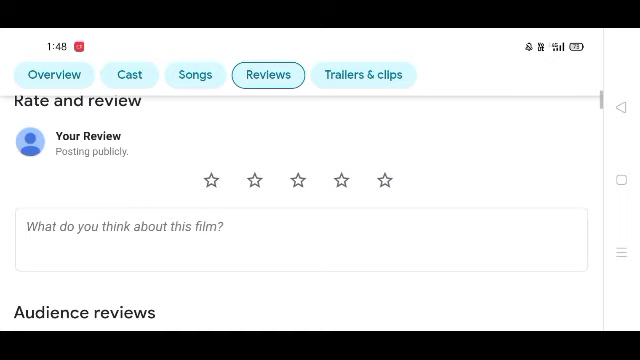 1:48
Overview Cast Songs Reviews Trailers & clips
Rate and review
Your Review
Posting publicly.
What do you think about this film?
Audience reviews